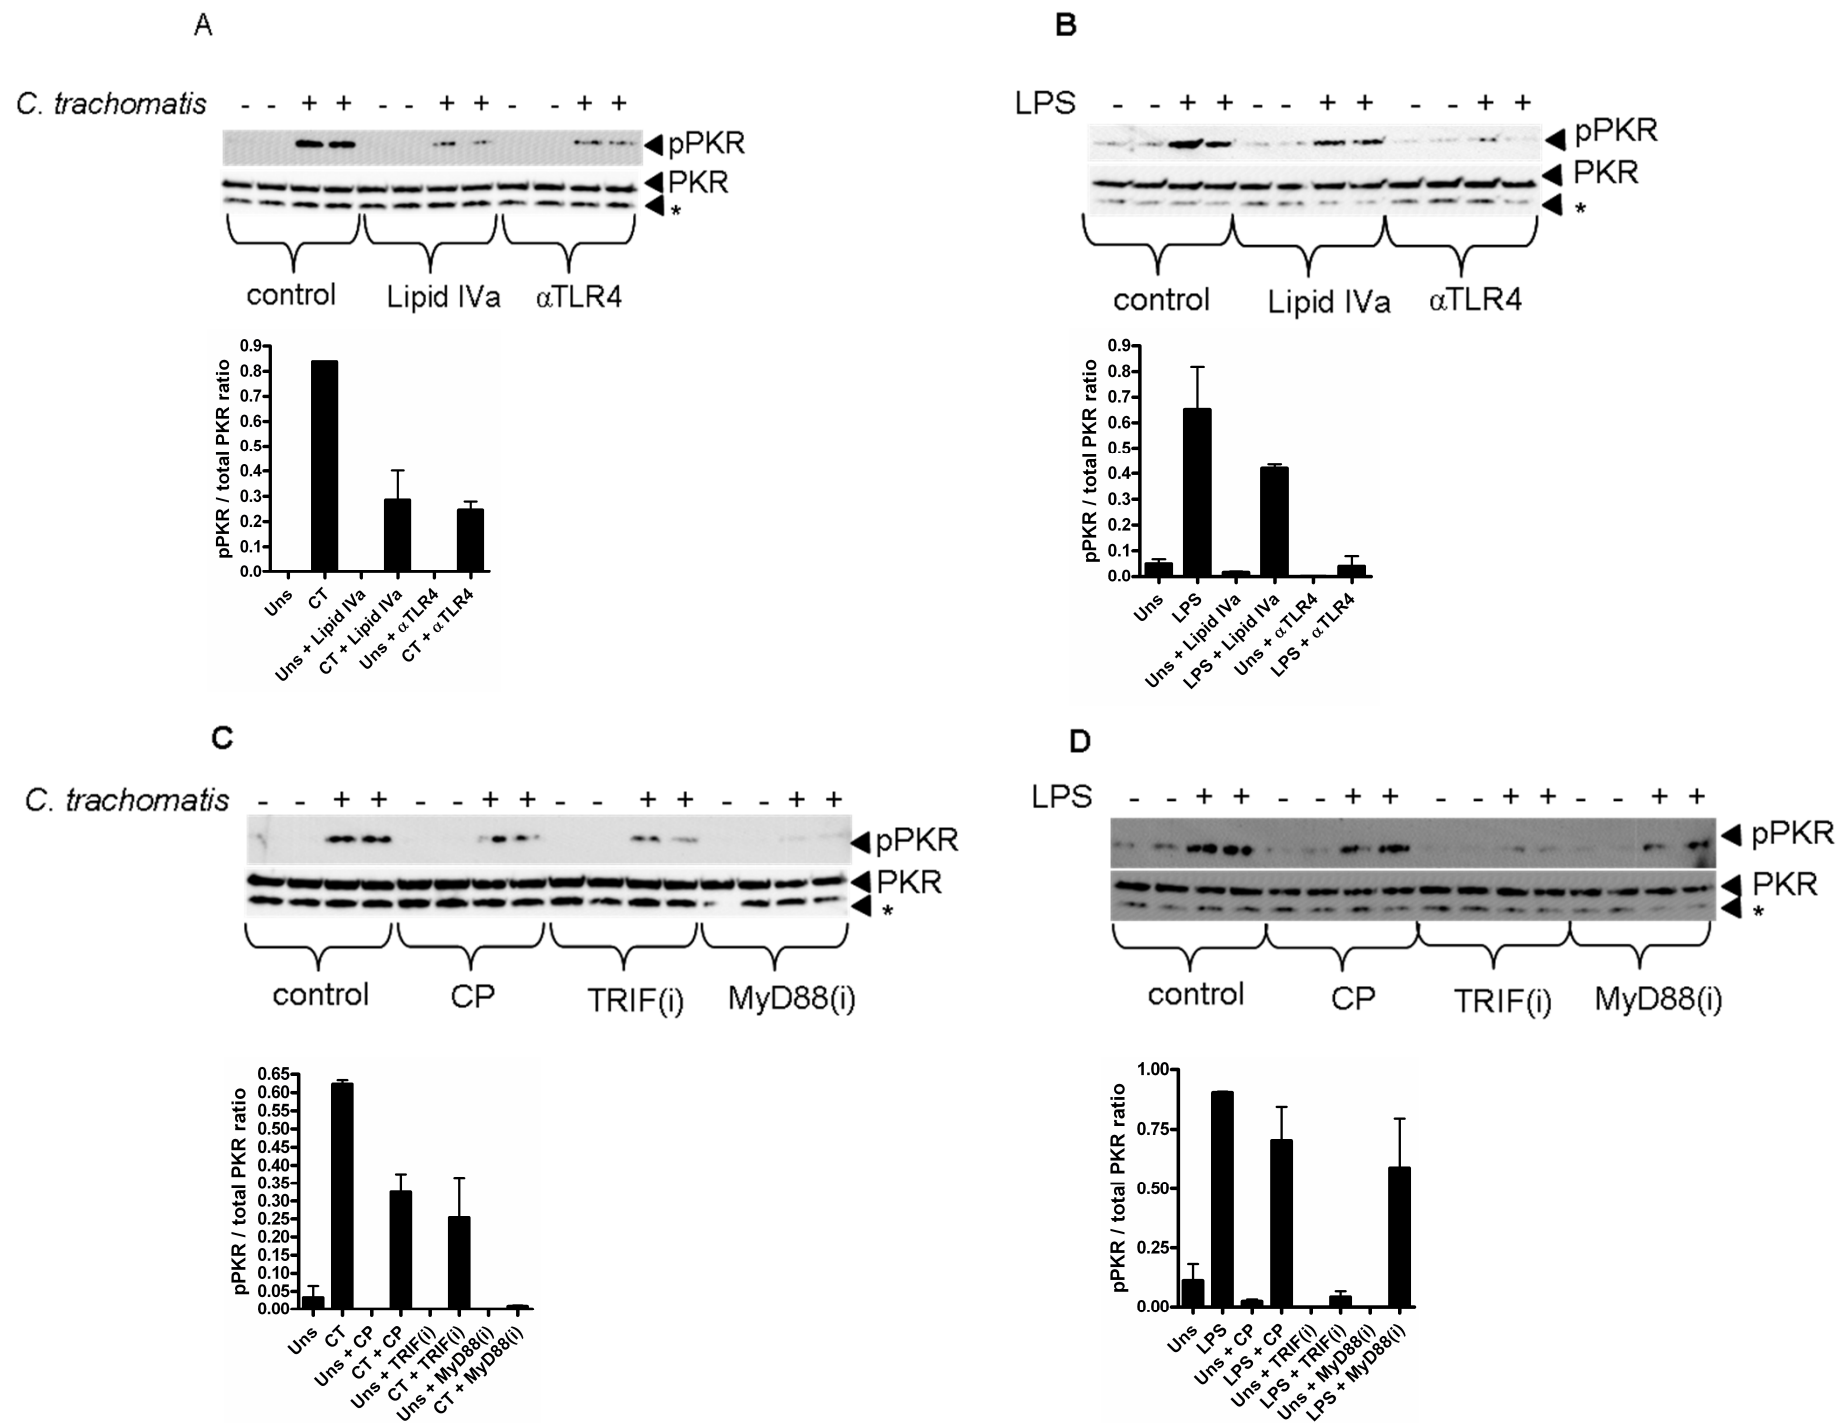 A
C. trachomatis - - + + - - + + - - + +
pPKR
PKR
*
control Lipid IVa αTLR4
pPKR / total PKR ratio
0.9
0.8
0.7
0.6
0.5
0.4
0.3
0.2
0.1
0.0
Uns
CT
Uns + Lipid IVa
CT + Lipid IVa
Uns + αTLR4
CT + αTLR4
B
LPS - - + + - - + + - - + +
pPKR
PKR
*
control Lipid IVa αTLR4
pPKR / total PKR ratio
0.9
0.8
0.7
0.6
0.5
0.4
0.3
0.2
0.1
0.0
Uns
LPS
Uns + Lipid IVa
LPS + Lipid IVa
Uns + αTLR4
LPS + αTLR4
C
C. trachomatis - - + + - - + + - - + + - - + +
pPKR
PKR
*
control CP TRIF(i) MyD88(i)
pPKR / total PKR ratio
0.65
0.60
0.55
0.50
0.45
0.40
0.35
0.30
0.25
0.20
0.15
0.10
0.05
0.00
Uns
CT
Uns + CP
CT + CP
Uns + TRIF(i)
CT + TRIF(i)
Uns + MyD88(i)
CT + MyD88(i)
D
LPS - - + + - - + + - - + + - - + +
pPKR
PKR
*
control CP TRIF(i) MyD88(i)
pPKR / total PKR ratio
1.00
0.75
0.50
0.25
0.00
Uns
LPS
Uns + CP
LPS + CP
Uns + TRIF(i)
LPS + TRIF(i)
Uns + MyD88(i)
LPS + MyD88(i)